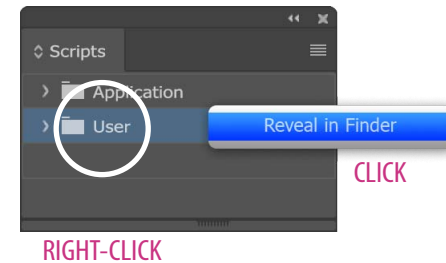 Scripts
Application
User
Reveal in Finder
CLICK
RIGHT-CLICK